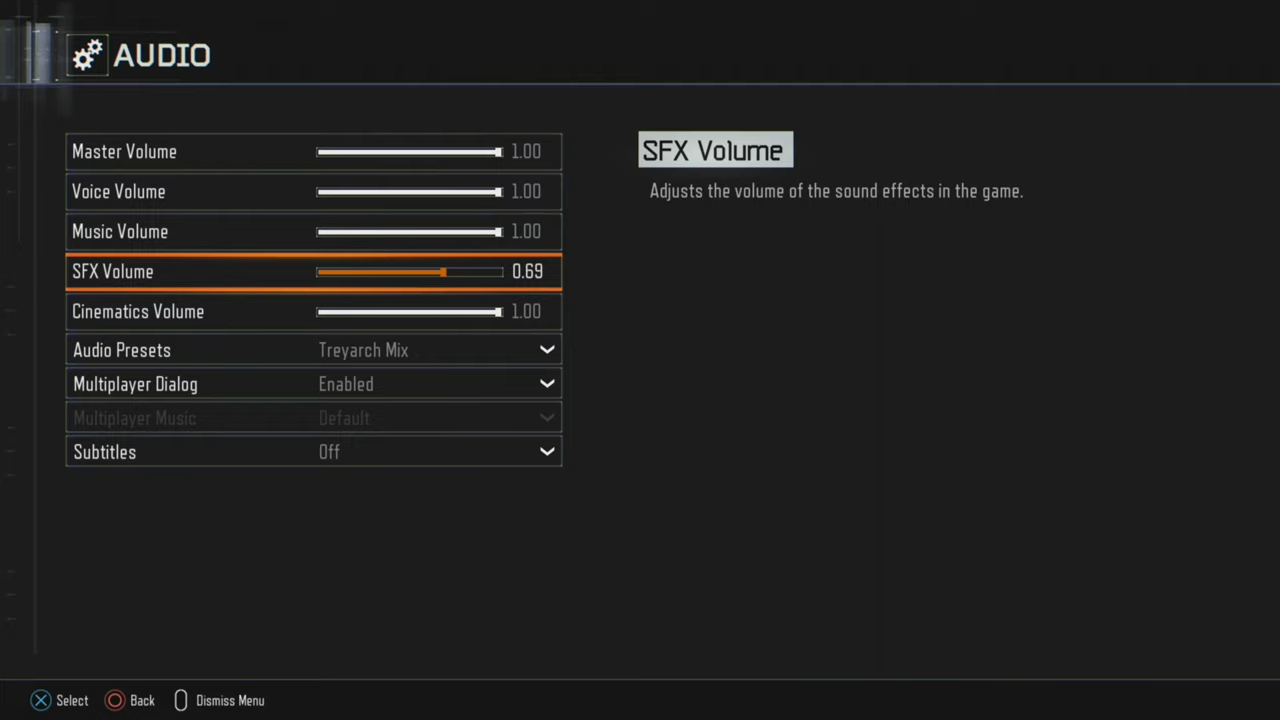 AUDIO
Master Volume 1.00
Voice Volume 1.00
Music Volume 1.00
SFX Volume 0.69
Cinematics Volume 1.00
Audio Presets Treyarch Mix
Multiplayer Dialog Enabled
Multiplayer Music Default
Subtitles Off
SFX Volume
Adjusts the volume of the sound effects in the game.
Select Back Dismiss Menu